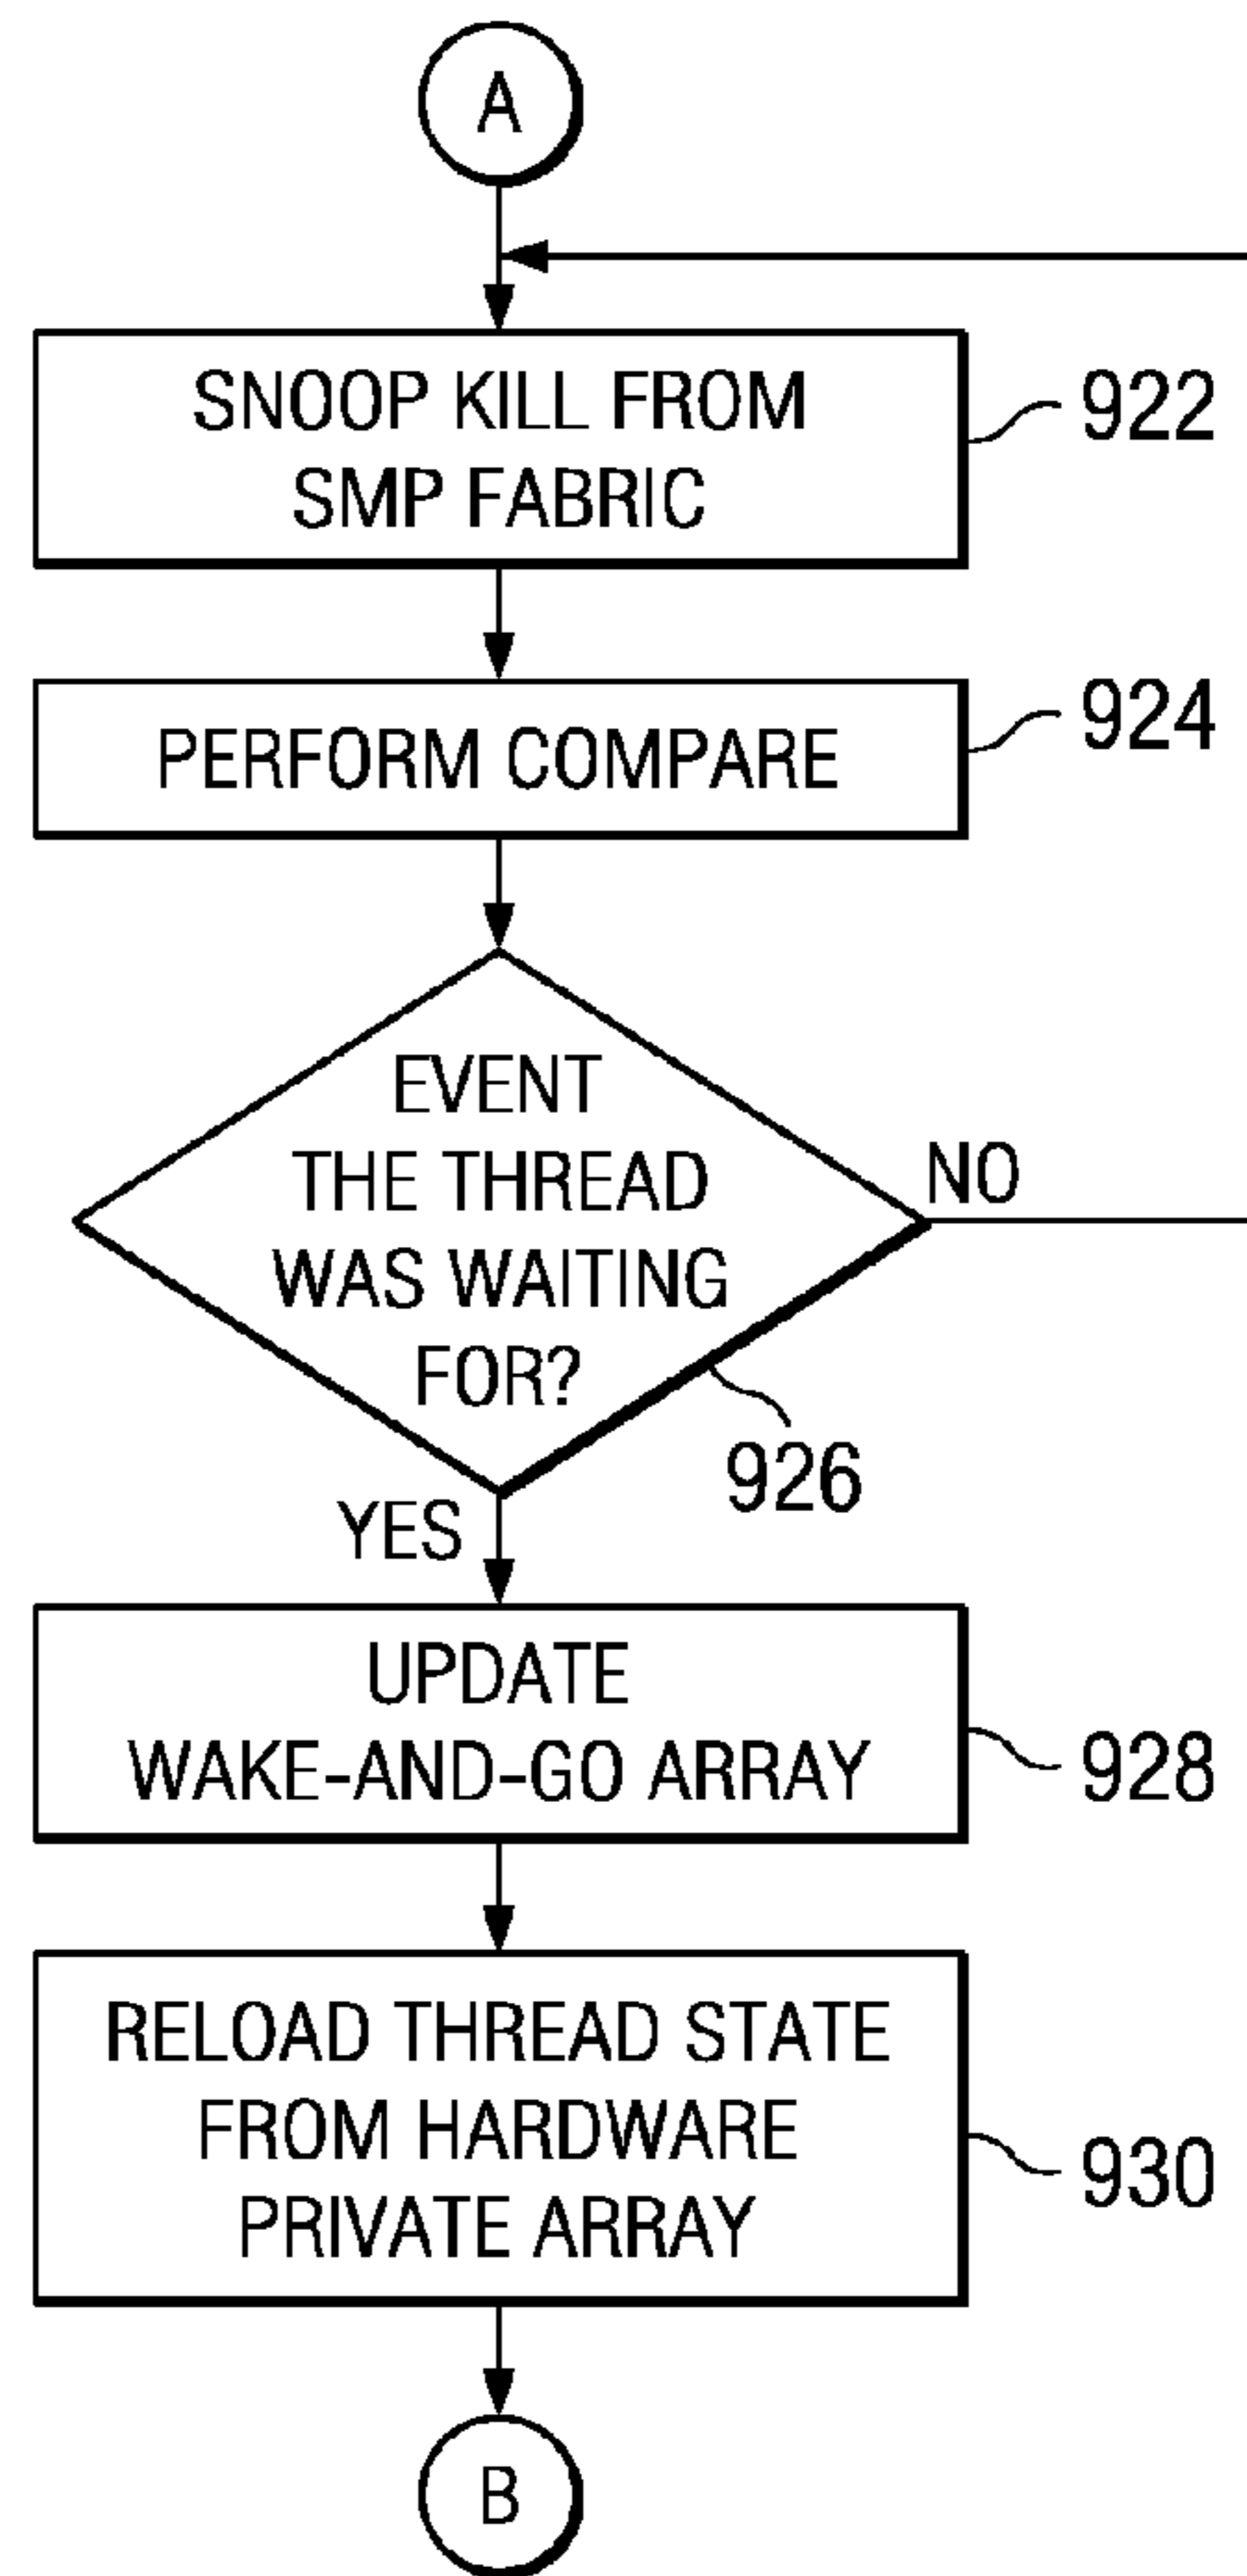 A
SNOOP KILL FROM
SMP FABRIC
922
PERFORM COMPARE
924
EVENT
THE THREAD
WAS WAITING
FOR?
NO
926
YES
UPDATE
WAKE-AND-GO ARRAY
928
RELOAD THREAD STATE
FROM HARDWARE
PRIVATE ARRAY
930
B